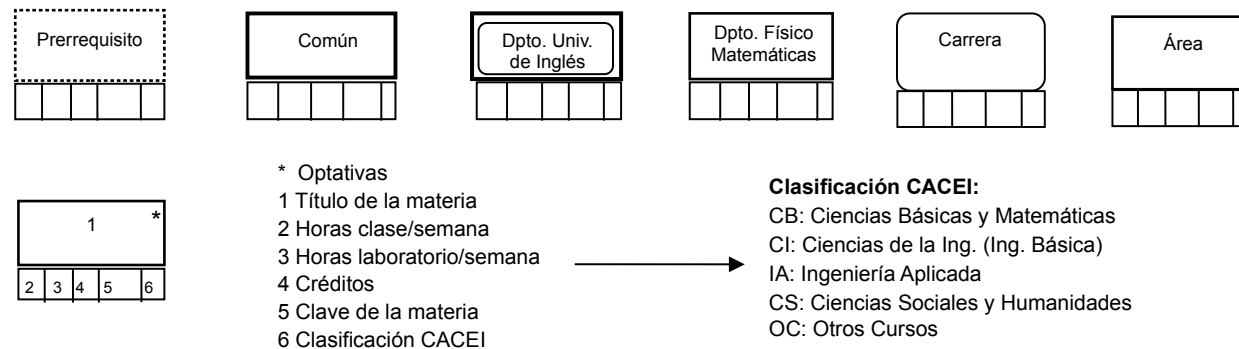 Prerrequisito
Común
Dpto. Univ.
de Inglés
Dpto. Físico
Matemáticas
Carrera
Área
1
*
2 3 4 5 6
* Optativas
1 Título de la materia
2 Horas clase/semana
3 Horas laboratorio/semana
4 Créditos
5 Clave de la materia
6 Clasificación CACEI
Clasificación CACEI:
CB: Ciencias Básicas y Matemáticas
CI: Ciencias de la Ing. (Ing. Básica)
IA: Ingeniería Aplicada
CS: Ciencias Sociales y Humanidades
OC: Otros Cursos